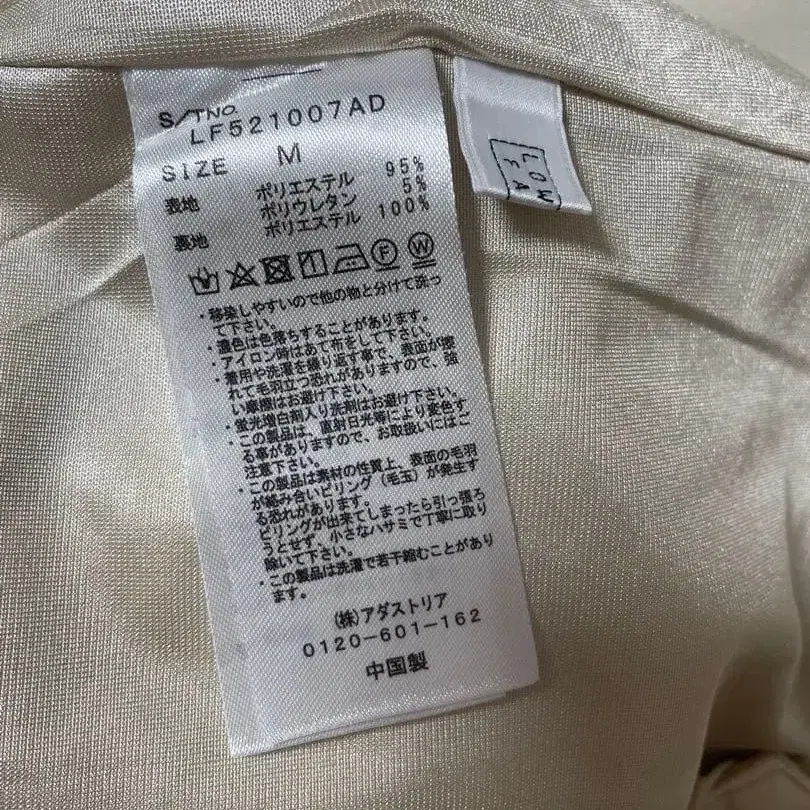 S/TNO.
LF521007AD
SIZE M
表地 ポリエステル 95%
ポリウレタン 5%
裏地 ポリエステル 100%
・移染しやすいので他の物と分けて洗っ
て下さい。
・濃色は色落ちすることがあります。
・アイロン時はあて布をして下さい。
・着用や洗濯を繰り返す事で、表面が擦
れて毛羽立つ恐れがありますので、強
い摩擦はお避け下さい。
・蛍光増白剤入り洗剤はお避け下さい。
・この製品は、直射日光等により変色す
る事がありますので、お取扱いにはご
注意下さい。
・この製品は素材の性質上、表面の毛羽
が絡み合いピリング（毛玉）が発生す
る恐れがあります。
ピリングが出来てしまったら引っ張ろ
うとせず、小さなハサミで丁寧に取り
除いて下さい。
・この製品は洗濯で若干縮むことがあり
ます。
(株)アダストリア
0120-601-162
中国製
LOW
FA